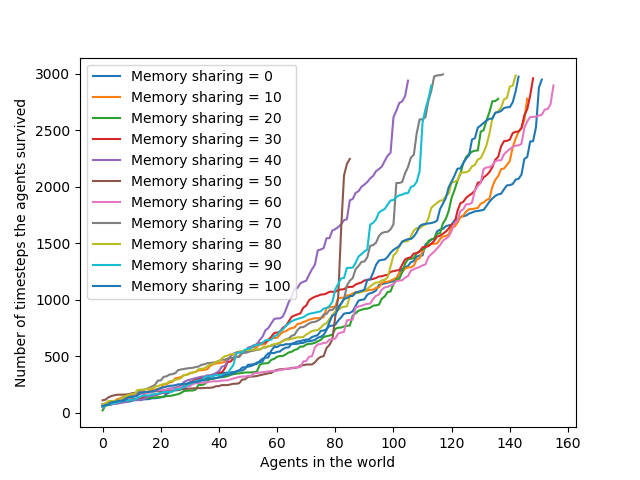 3000
2500
2000
1500
1000
500
0
Number of timesteps the agents survived
Memory sharing = 0
Memory sharing = 10
Memory sharing = 20
Memory sharing = 30
Memory sharing = 40
Memory sharing = 50
Memory sharing = 60
Memory sharing = 70
Memory sharing = 80
Memory sharing = 90
Memory sharing = 100
0 20 40 60 80 100 120 140 160
Agents in the world